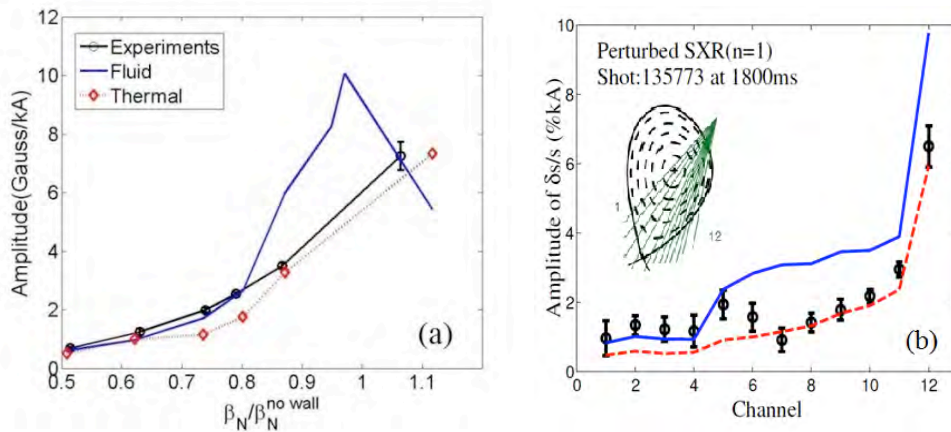 12
10
8
6
4
2
0
Amplitude(Gauss/kA)
Experiments
Fluid
Thermal
(a)
0.5 0.6 0.7 0.8 0.9 1 1.1
β_N/β_N^no wall
10
8
6
4
2
0
Amplitude of δs/s (%kA)
Perturbed SXR(n=1)
Shot:135773 at 1800ms
1
12
(b)
0 2 4 6 8 10 12
Channel